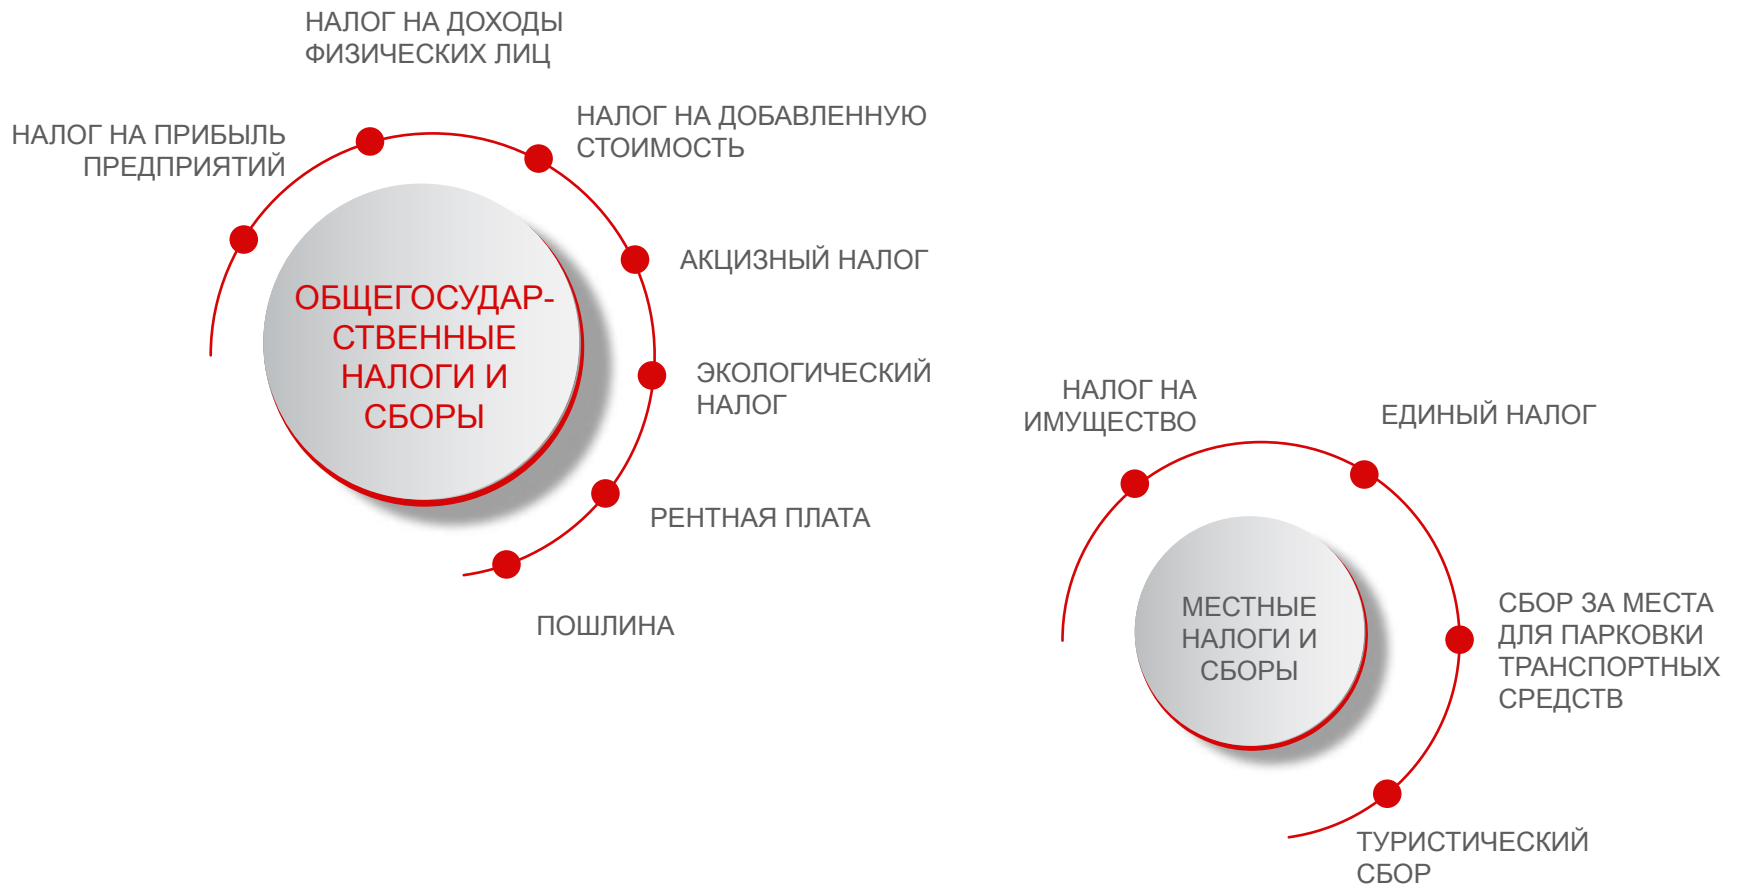 НАЛОГ НА ДОХОДЫ
ФИЗИЧЕСКИХ ЛИЦ
НАЛОГ НА ПРИБЫЛЬ
ПРЕДПРИЯТИЙ
НАЛОГ НА ДОБАВЛЕННУЮ
СТОИМОСТЬ
АКЦИЗНЫЙ НАЛОГ
ОБЩЕГОСУДАР-
СТВЕННЫЕ
НАЛОГИ И
СБОРЫ
ЭКОЛОГИЧЕСКИЙ
НАЛОГ
РЕНТНАЯ ПЛАТА
ПОШЛИНА
НАЛОГ НА
ИМУЩЕСТВО
ЕДИНЫЙ НАЛОГ
МЕСТНЫЕ
НАЛОГИ И
СБОРЫ
СБОР ЗА МЕСТА
ДЛЯ ПАРКОВКИ
ТРАНСПОРТНЫХ
СРЕДСТВ
ТУРИСТИЧЕСКИЙ
СБОР